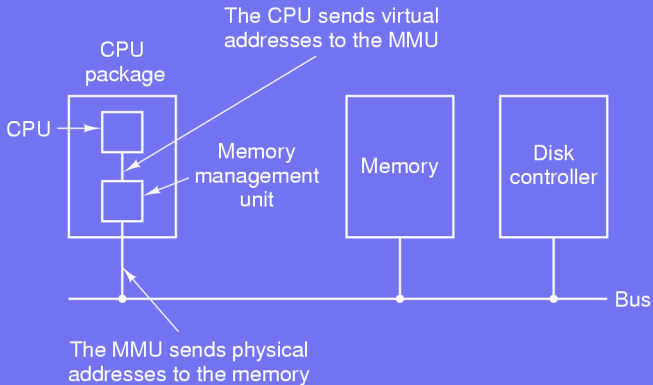 The CPU sends virtual
addresses to the MMU
CPU
package
CPU
Memory
management
unit
Memory
Disk
controller
Bus
The MMU sends physical
addresses to the memory